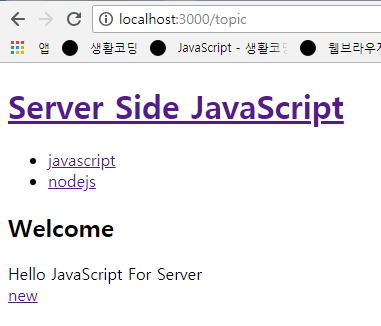 localhost:3000/topic
앱 생활코딩 JavaScript - 생활코딩 웹브라우저
Server Side JavaScript
javascript
nodejs
Welcome
Hello JavaScript For Server
new